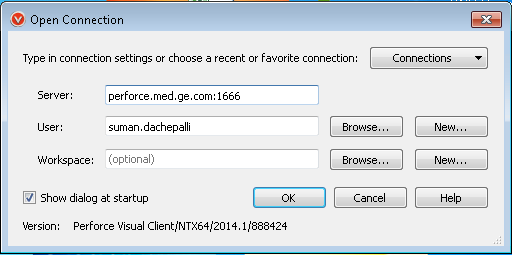 Open Connection
Type in connection settings or choose a recent or favorite connection: Connections
Server: perforce.med.ge.com:1666
User: suman.dachepalli Browse... New...
Workspace: (optional) Browse... New...
Show dialog at startup OK Cancel Help
Version: Perforce Visual Client/NTX64/2014.1/888424